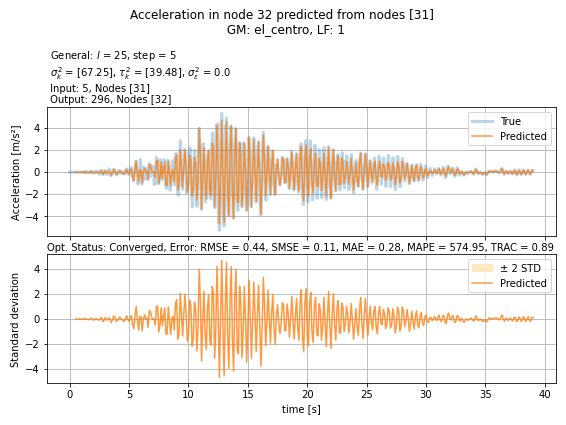 Acceleration in node 32 predicted from nodes [31]
GM: el_centro, LF: 1
General: l = 25, step = 5
σ²ₖ = [67.25], τ²ₖ = [39.48], σ²ε = 0.0
Input: 5, Nodes [31]
Output: 296, Nodes [32]
Acceleration [m/s²]
4
2
0
−2
−4
True
Predicted
Opt. Status: Converged, Error: RMSE = 0.44, SMSE = 0.11, MAE = 0.28, MAPE = 574.95, TRAC = 0.89
Standard deviation
4
2
0
−2
−4
± 2 STD
Predicted
0 5 10 15 20 25 30 35 40
time [s]